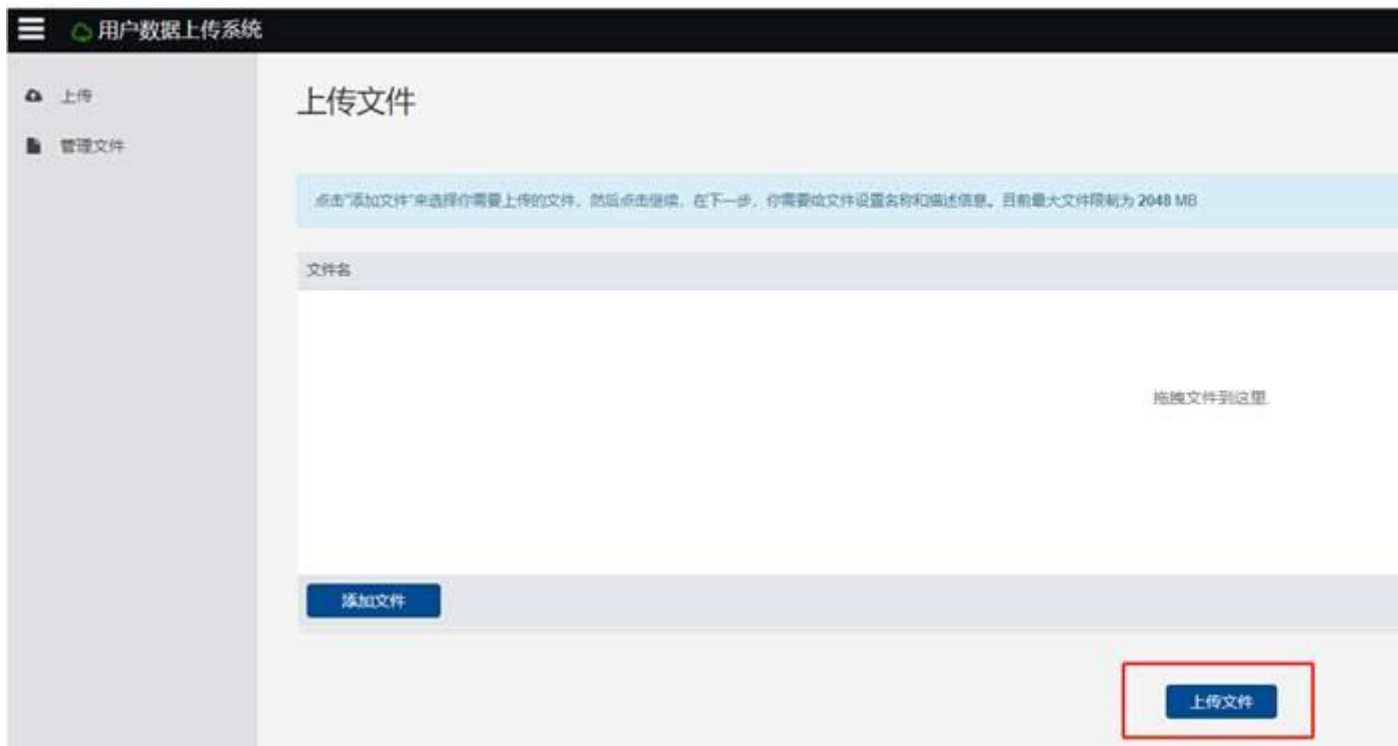 用户数据上传系统
上传
管理文件
上传文件
点击"添加文件"来选择你需要上传的文件，然后点击继续，在下一步，你需要给文件设置名称和描述信息。目前最大文件限制为 2048 MB
文件名
拖拽文件到这里.
添加文件
上传文件